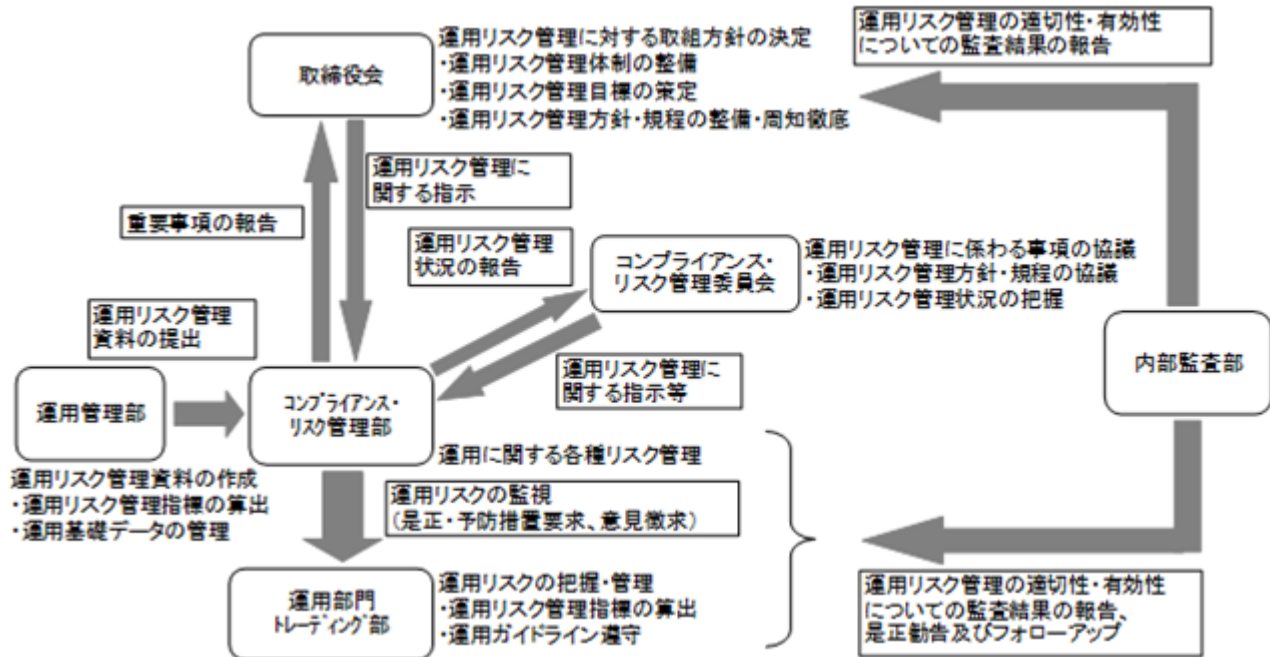 取締役会
運用リスク管理に対する取組方針の決定
・運用リスク管理体制の整備
・運用リスク管理目標の策定
・運用リスク管理方針・規程の整備・周知徹底
運用リスク管理の適切性・有効性
についての監査結果の報告
運用リスク管理に
関する指示
重要事項の報告
運用リスク管理
状況の報告
コンプライアンス・
リスク管理委員会
運用リスク管理に係わる事項の協議
・運用リスク管理方針・規程の協議
・運用リスク管理状況の把握
運用リスク管理
資料の提出
運用リスク管理に
関する指示等
内部監査部
運用管理部
コンプライアンス・
リスク管理部
運用に関する各種リスク管理
運用リスク管理資料の作成
・運用リスク管理指標の算出
・運用基礎データの管理
運用リスクの監視
(是正・予防措置要求、意見徴求)
運用部門
トレーディング部
運用リスクの把握・管理
・運用リスク管理指標の算出
・運用ガイドライン遵守
運用リスク管理の適切性・有効性
についての監査結果の報告、
是正勧告及びフォローアップ